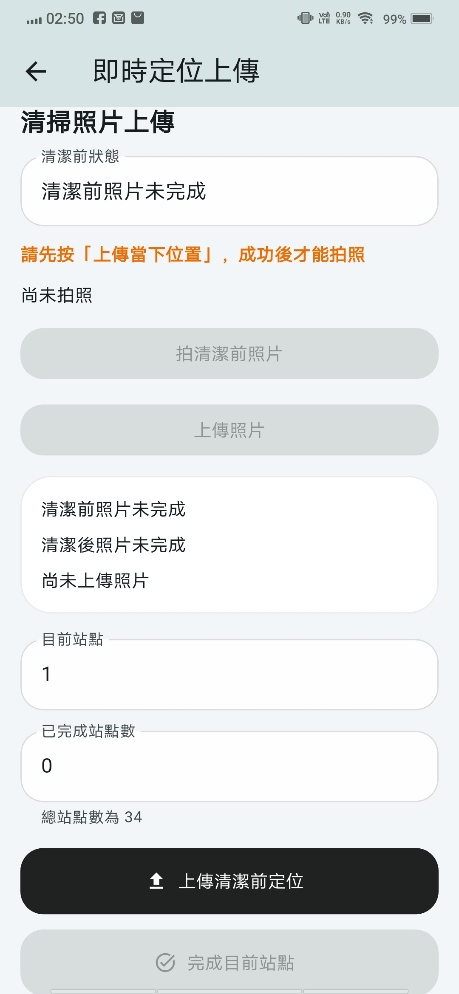 02:50 VoB LTE 0.90 KB/s 99%
即時定位上傳
清掃照片上傳
清潔前狀態
清潔前照片未完成
請先按「上傳當下位置」，成功後才能拍照
尚未拍照
拍清潔前照片
上傳照片
清潔前照片未完成
清潔後照片未完成
尚未上傳照片
目前站點
1
已完成站點數
0
總站點數為 34
上傳清潔前定位
完成目前站點